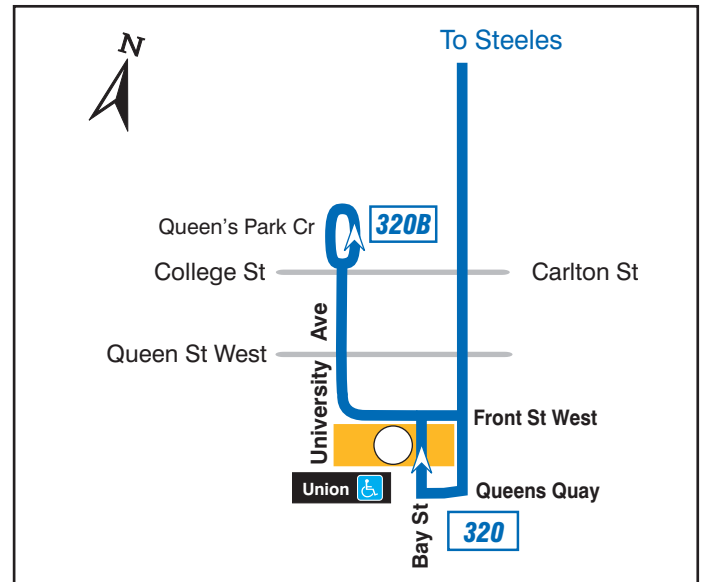 N
To Steeles
Queen's Park Cr
320B
College St
Carlton St
Queen St West
University Ave
Front St West
Union
Queens Quay
Bay St
320